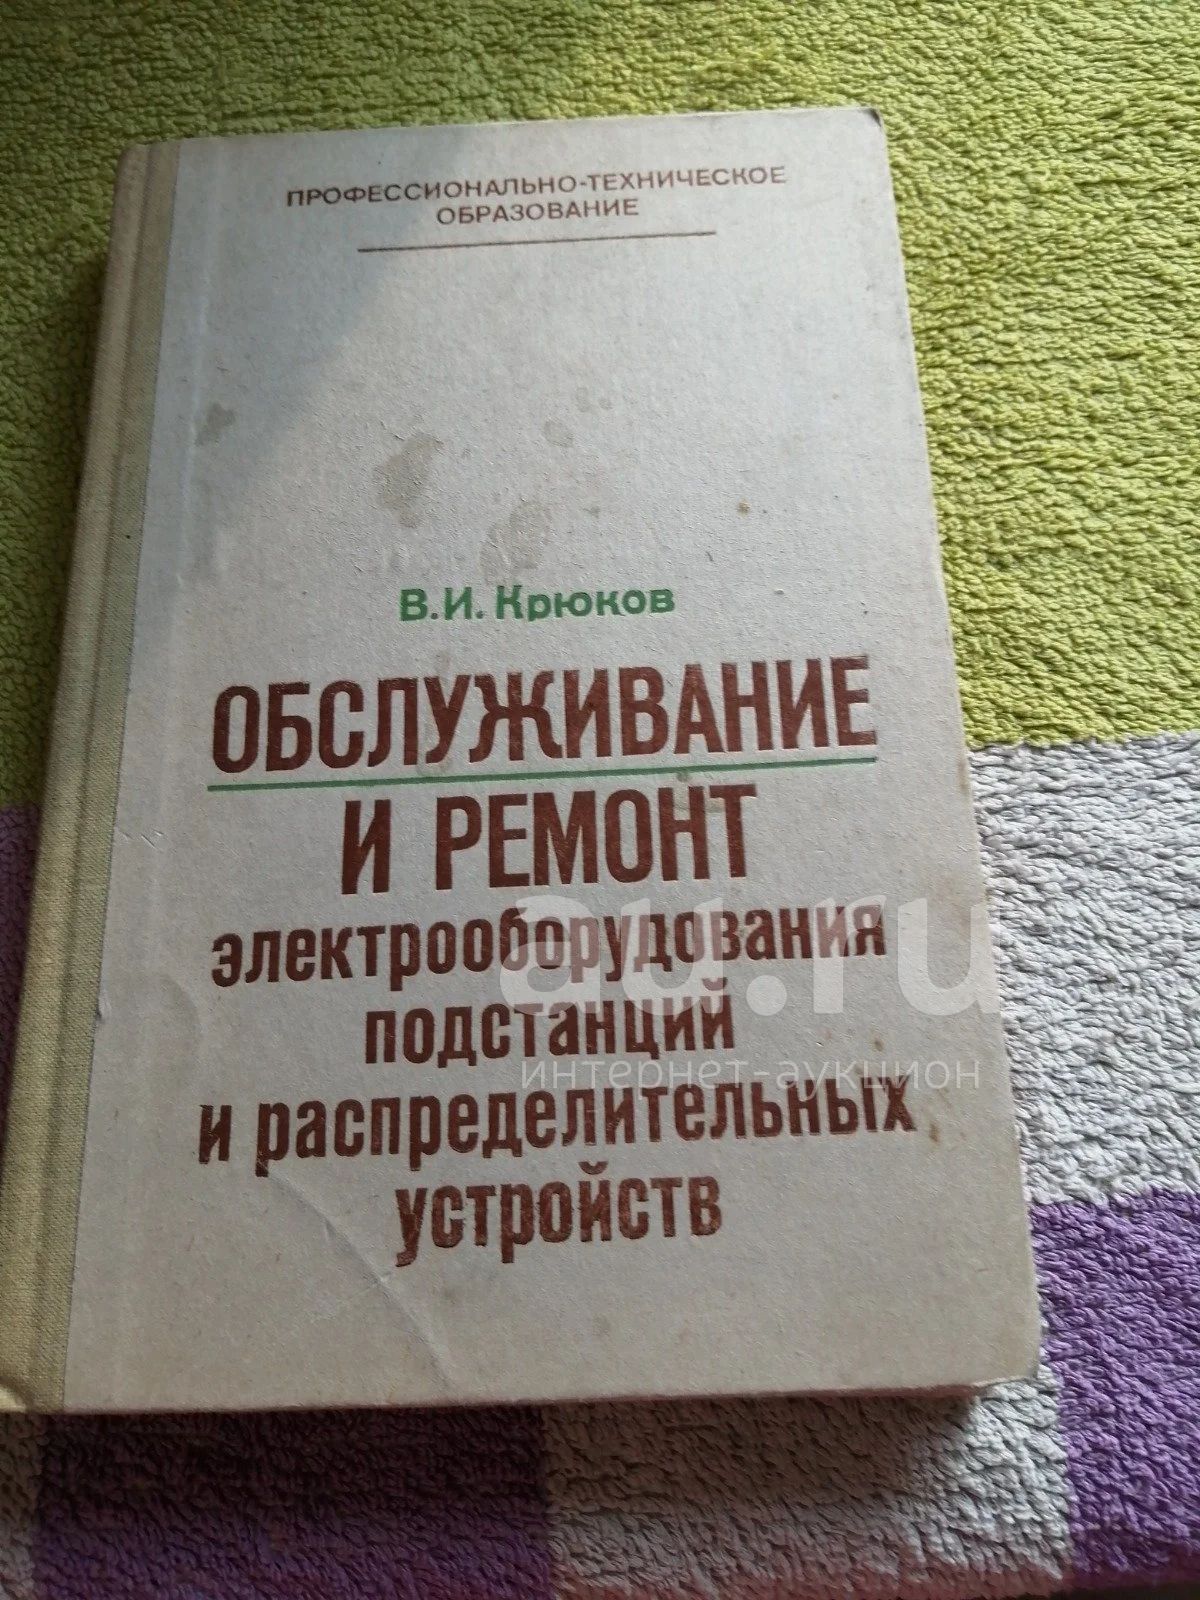 ПРОФЕССИОНАЛЬНО-ТЕХНИЧЕСКОЕ
ОБРАЗОВАНИЕ
В.И. Крюков
ОБСЛУЖИВАНИЕ
И РЕМОНТ
электрооборудования
подстанций
и распределительных
устройств
au.ru
интернет-аукцион